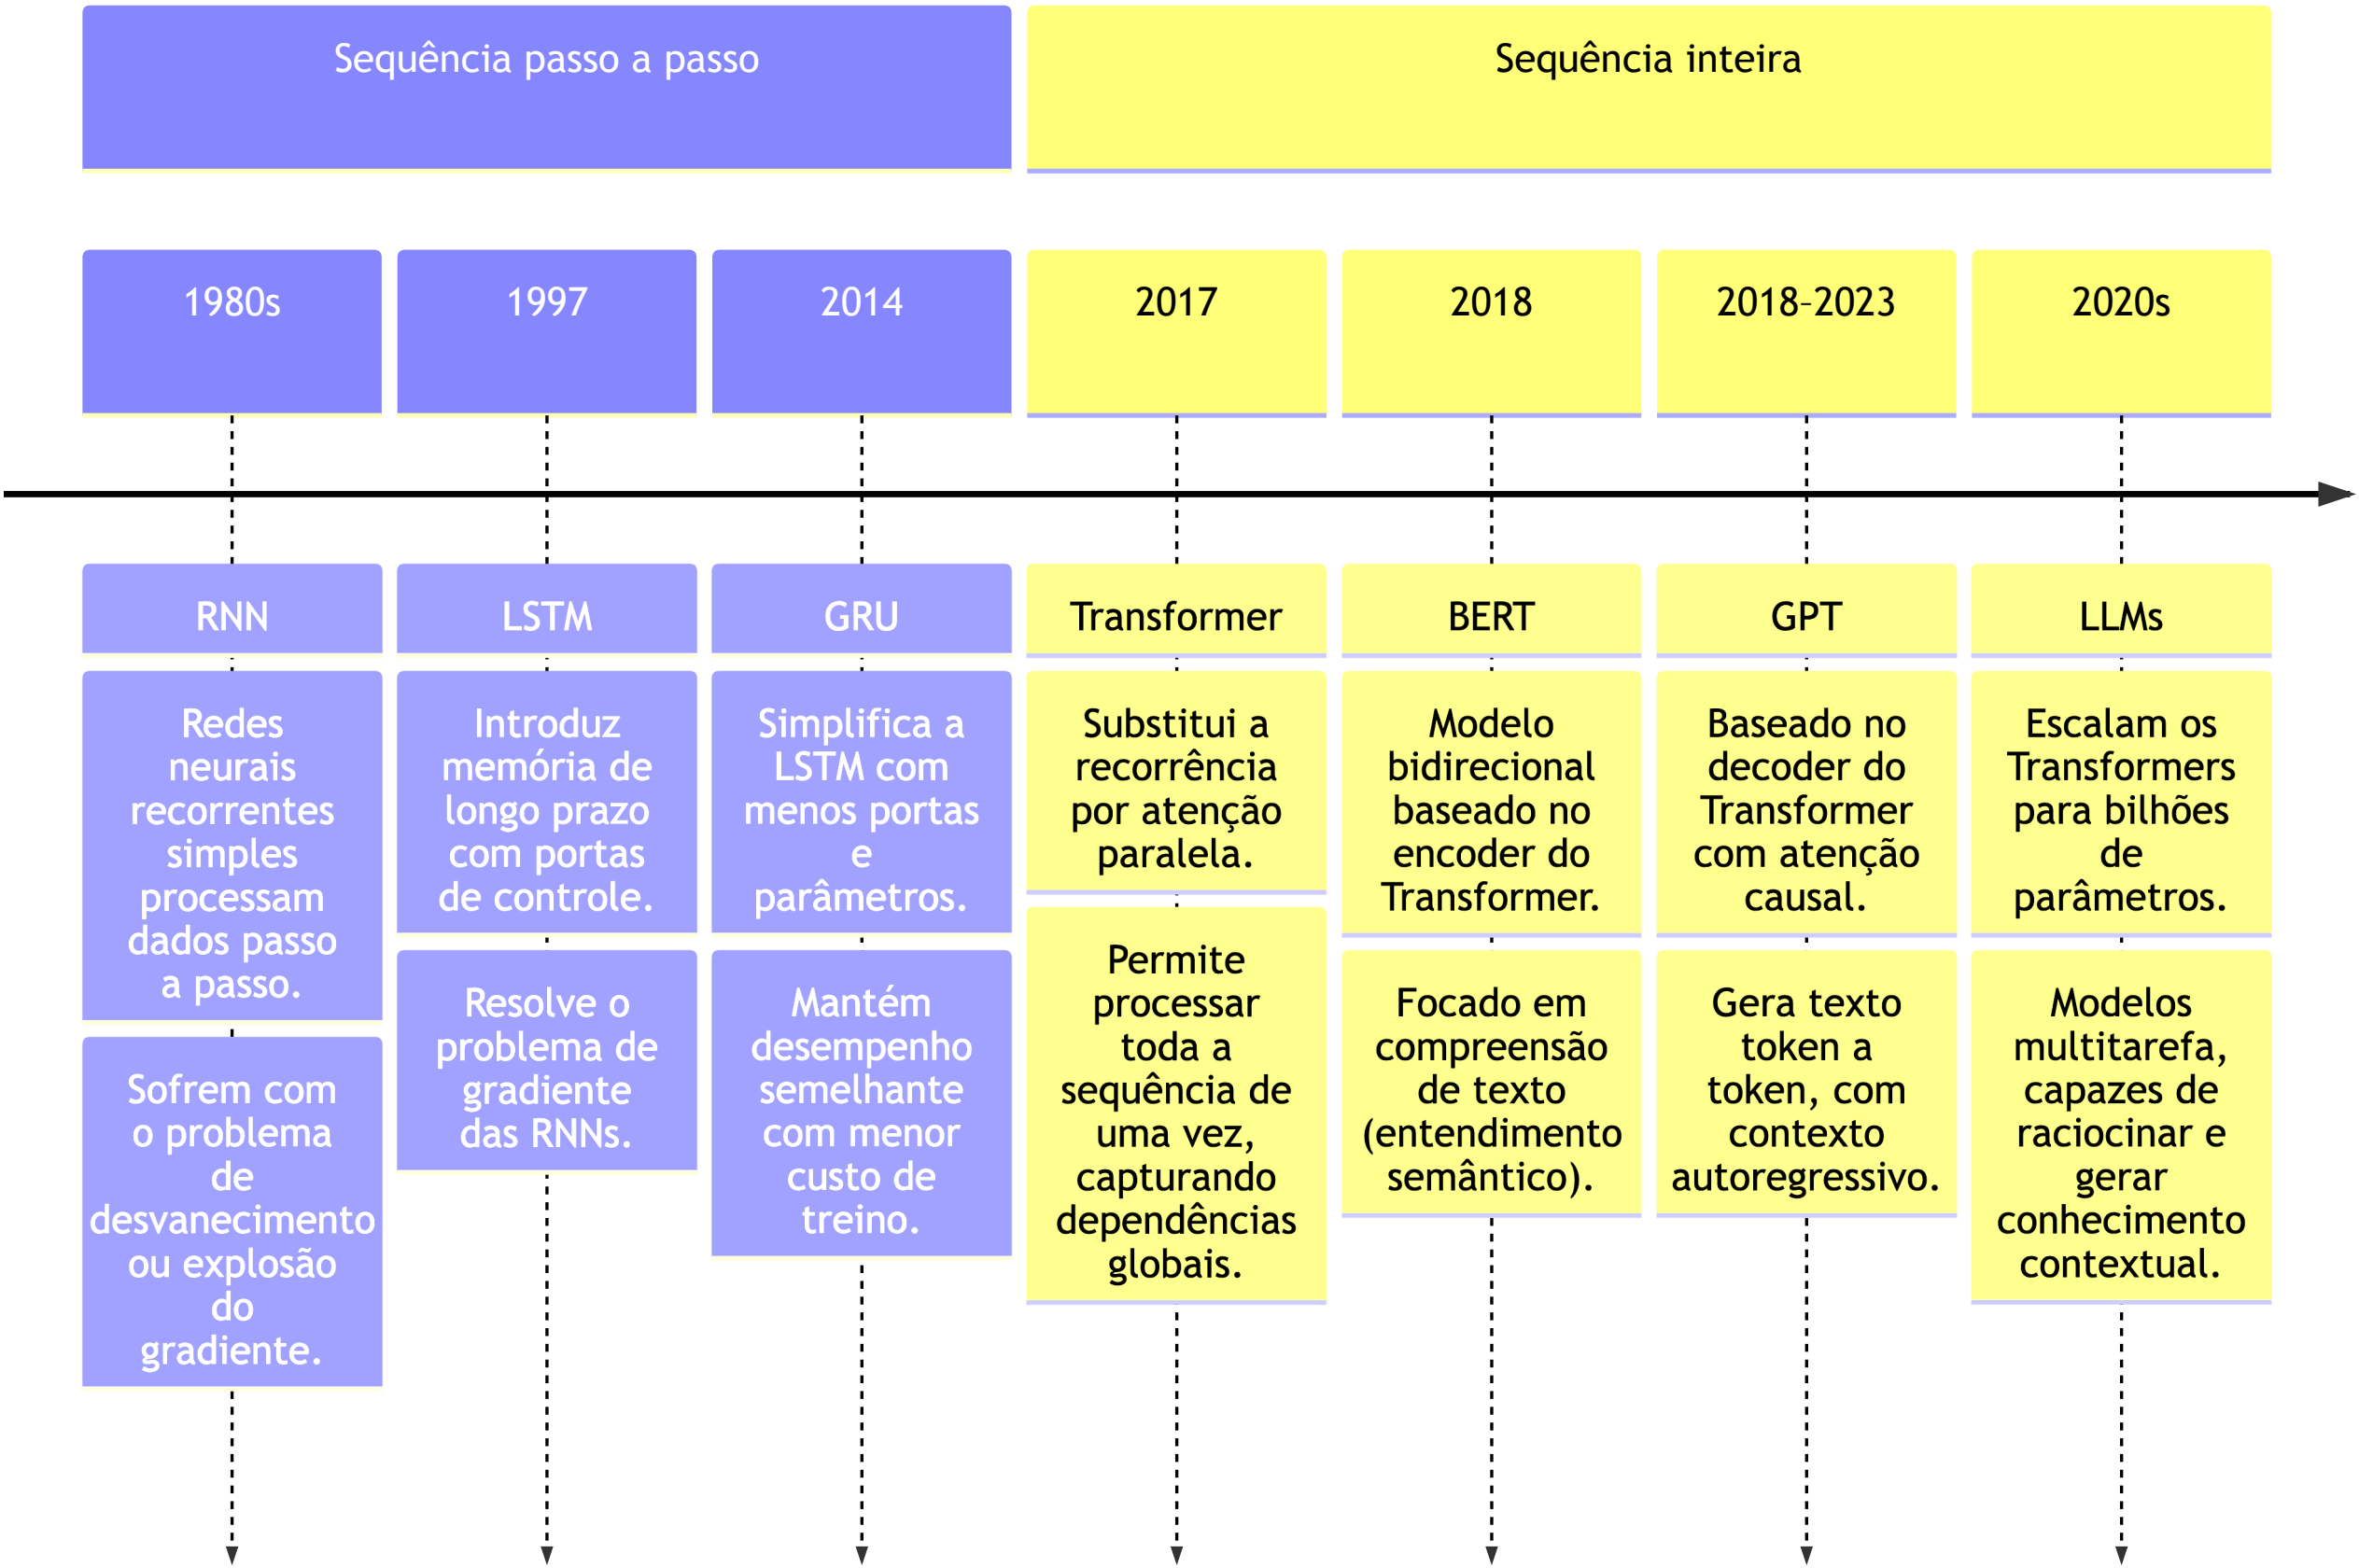 Sequência passo a passo
Sequência inteira
1980s
1997
2014
2017
2018
2018-2023
2020s
RNN
LSTM
GRU
Transformer
BERT
GPT
LLMs
Redes
neurais
recorrentes
simples
processam
dados passo
a passo.
Sofrem com
o problema
de
desvanecimento
ou explosão
do
gradiente.
Introduz
memória de
longo prazo
com portas
de controle.
Resolve o
problema de
gradiente
das RNNs.
Simplifica a
LSTM com
menos portas
e
parâmetros.
Mantém
desempenho
semelhante
com menor
custo de
treino.
Substitui a
recorrência
por atenção
paralela.
Permite
processar
toda a
sequência de
uma vez,
capturando
dependências
globais.
Modelo
bidirecional
baseado no
encoder do
Transformer.
Focado em
compreensão
de texto
(entendimento
semântico).
Baseado no
decoder do
Transformer
com atenção
causal.
Gera texto
token a
token, com
contexto
autoregressivo.
Escalam os
Transformers
para bilhões
de
parâmetros.
Modelos
multitarefa,
capazes de
raciocinar e
gerar
conhecimento
contextual.